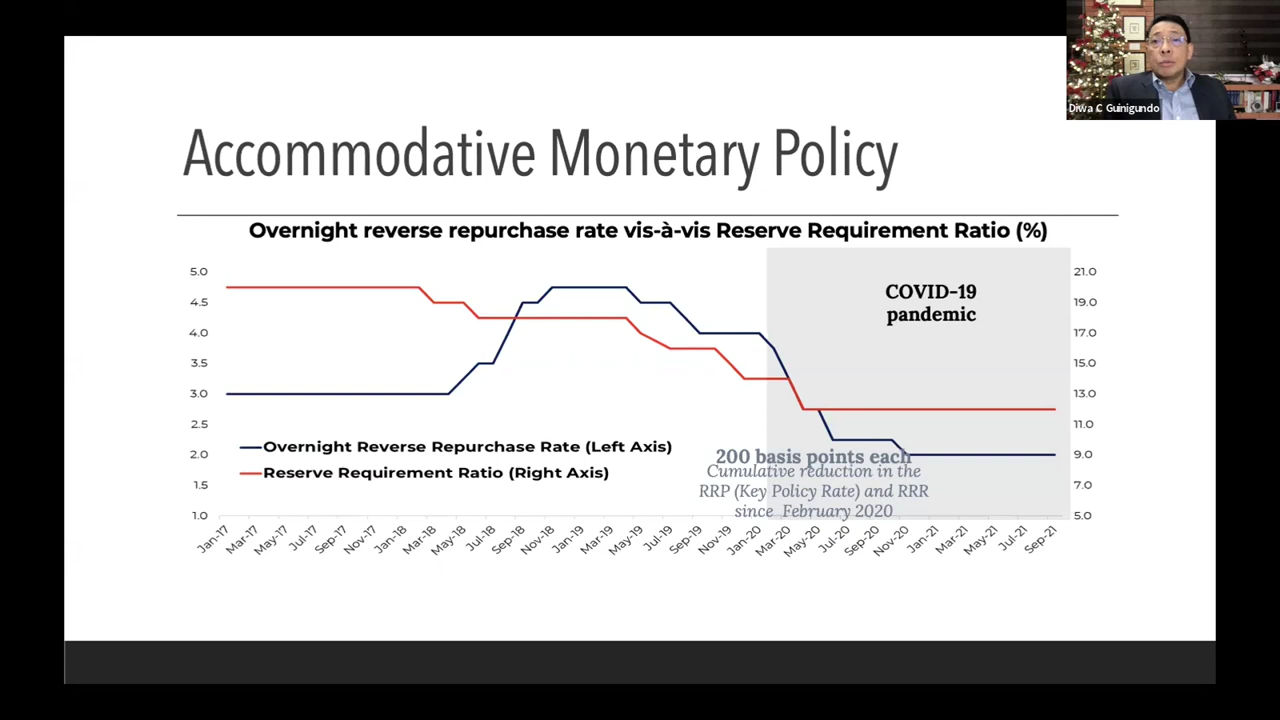 Diwa C Guinigundo
Accommodative Monetary Policy
Overnight reverse repurchase rate vis-à-vis Reserve Requirement Ratio (%)
5.0
4.5
4.0
3.5
3.0
2.5
2.0
1.5
1.0
COVID-19
pandemic
21.0
19.0
17.0
15.0
13.0
11.0
9.0
7.0
5.0
Overnight Reverse Repurchase Rate (Left Axis)
Reserve Requirement Ratio (Right Axis)
200 basis points each
Cumulative reduction in the
RRP (Key Policy Rate) and RRR
since February 2020
Jan-17
Mar-17
May-17
Jul-17
Sep-17
Nov-17
Jan-18
Mar-18
May-18
Jul-18
Sep-18
Nov-18
Jan-19
Mar-19
May-19
Jul-19
Sep-19
Nov-19
Jan-20
Mar-20
May-20
Jul-20
Sep-20
Nov-20
Jan-21
Mar-21
May-21
Jul-21
Sep-21